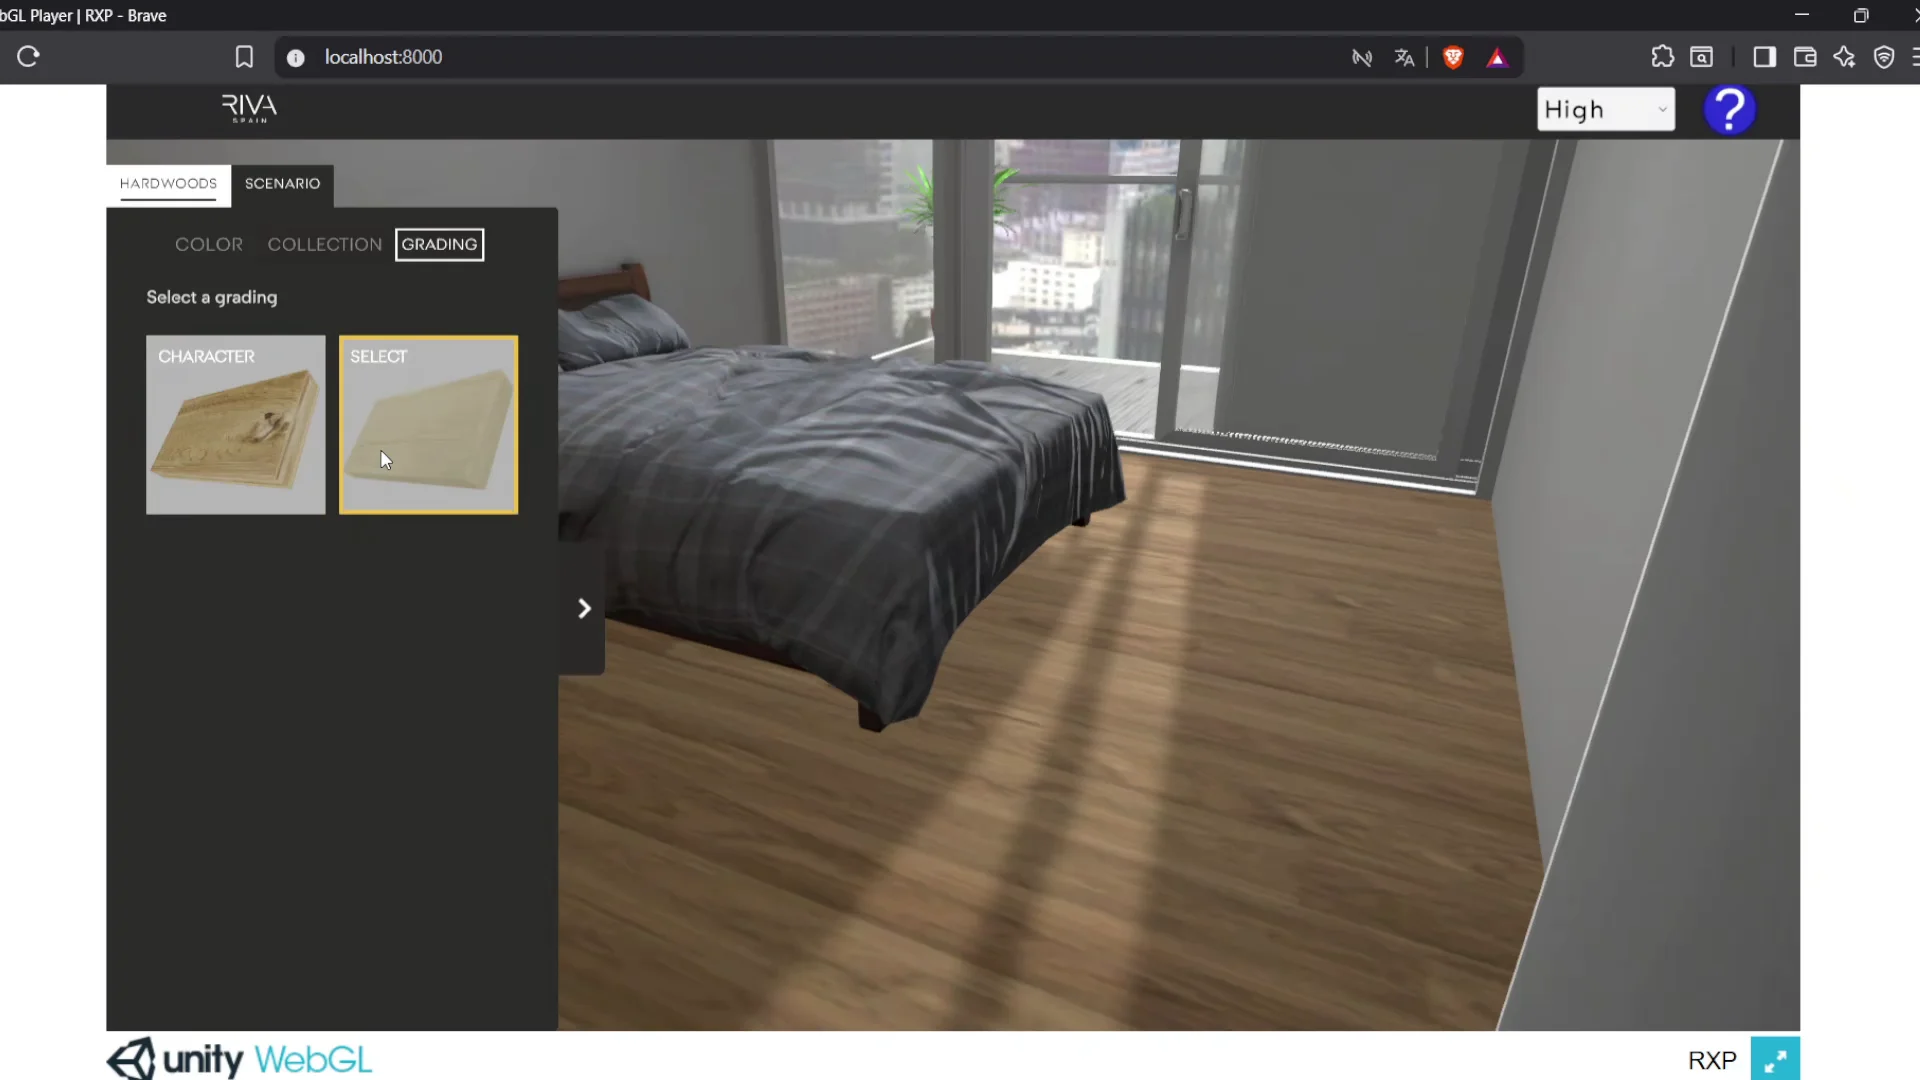 bGL Player | RXP - Brave
localhost:8000
RIVA
SPAIN
High
?
HARDWOODS
SCENARIO
COLOR
COLLECTION
GRADING
Select a grading
CHARACTER
SELECT
unity WebGL
RXP